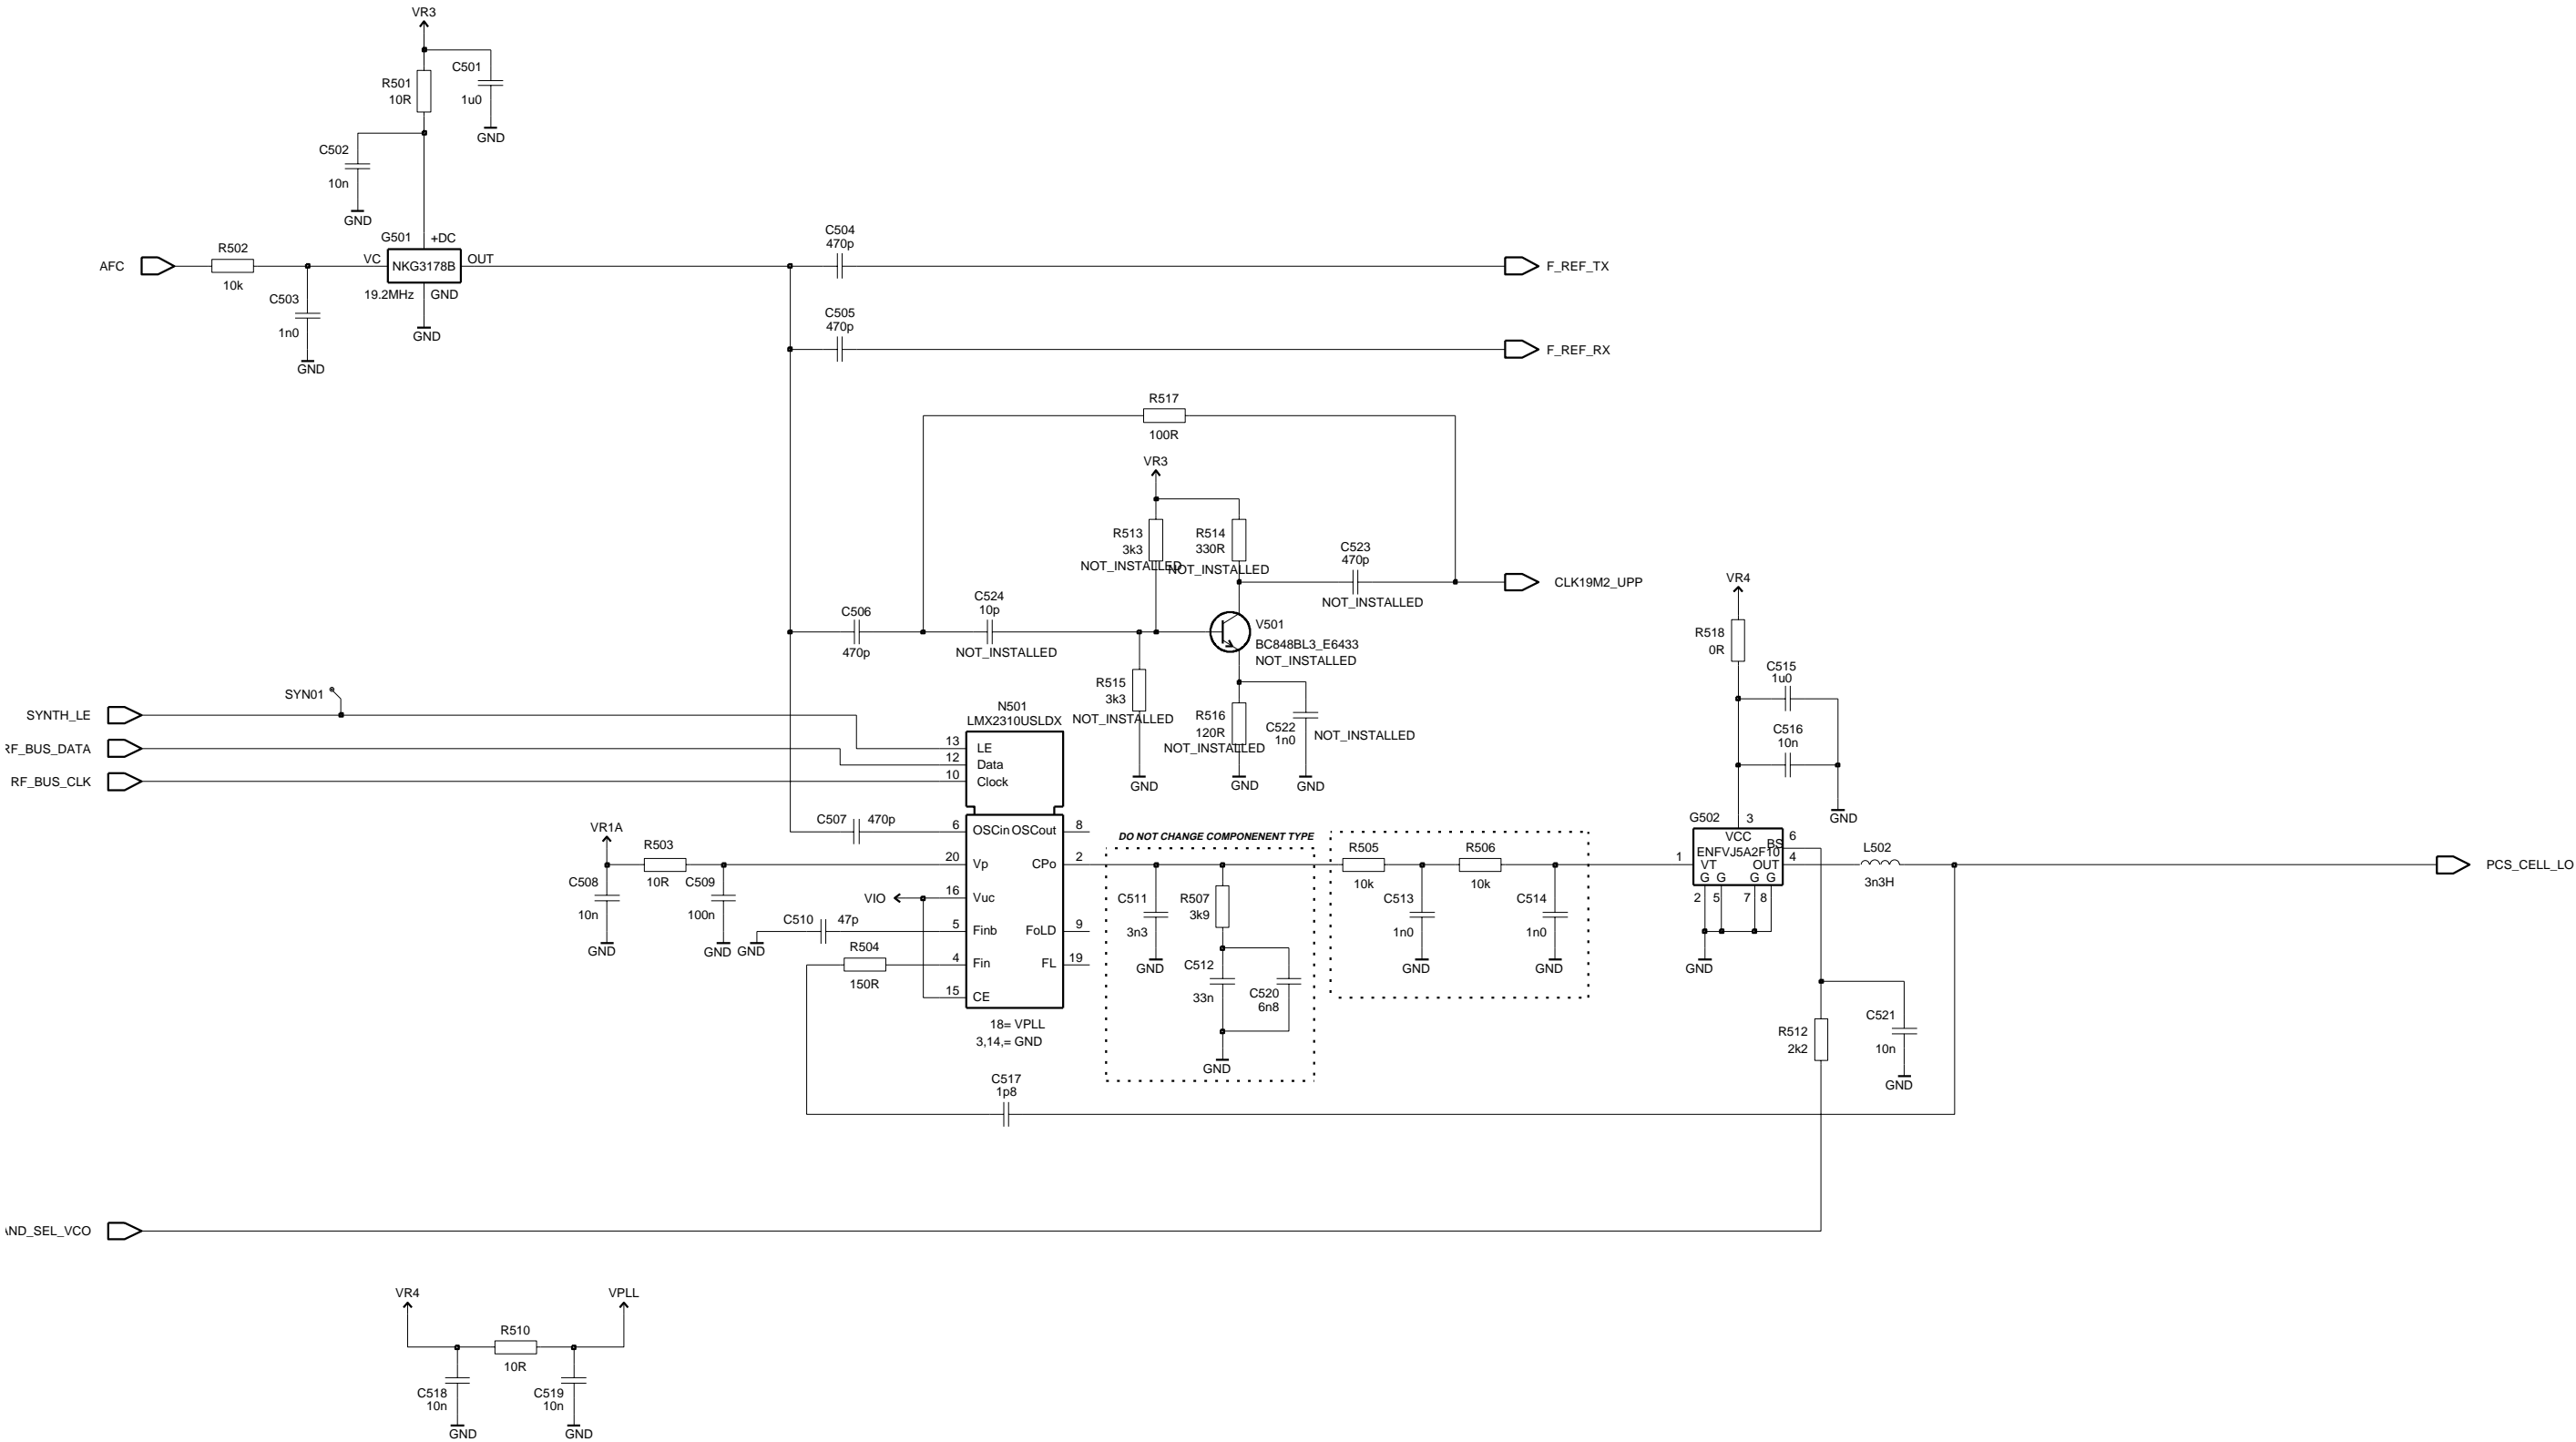 VR3
C501
R501
10R
1u0
GND
C502
10n
GND
G501
+DC
R502
AFC
VC
NKG3178B
OUT
10k
19.2MHz
GND
C503
1n0
GND
GND
C504
470p
F_REF_TX
C505
470p
F_REF_RX
R517
100R
VR3
R513
3k3
NOT_INSTALLED
R514
330R
NOT_INSTALLED
C523
470p
NOT_INSTALLED
CLK19M2_UPP
C506
470p
C524
10p
NOT_INSTALLED
V501
BC848BL3_E6433
NOT_INSTALLED
R515
3k3
NOT_INSTALLED
R516
120R
NOT_INSTALLED
C522
1n0
NOT_INSTALLED
GND
GND
GND
VR4
R518
0R
C515
1u0
C516
10n
GND
SYN01
SYNTH_LE
RF_BUS_DATA
RF_BUS_CLK
N501
LMX2310USLDX
13
LE
12
Data
10
Clock
C507
470p
6
OSCin
OSCout
8
VR1A
R503
10R
20
Vp
CPo
2
C508
10n
GND
C509
100n
GND
VIO
16
Vuc
C510
47p
GND
5
Finb
FoLD
9
R504
150R
4
Fin
FL
19
15
CE
18= VPLL
3,14,= GND
DO NOT CHANGE COMPONENENT TYPE
C511
3n3
GND
R507
3k9
C512
33n
C520
6n8
GND
R505
10k
R506
10k
C513
1n0
GND
C514
1n0
GND
G502
3
VCC
6
BS
ENFVJ5A2F10
1
VT
OUT
4
G G G G
2 5 7 8
GND
L502
3n3H
PCS_CELL_LO
R512
2k2
C521
10n
GND
C517
1p8
AND_SEL_VCO
VR4
VPLL
R510
10R
C518
10n
GND
C519
10n
GND